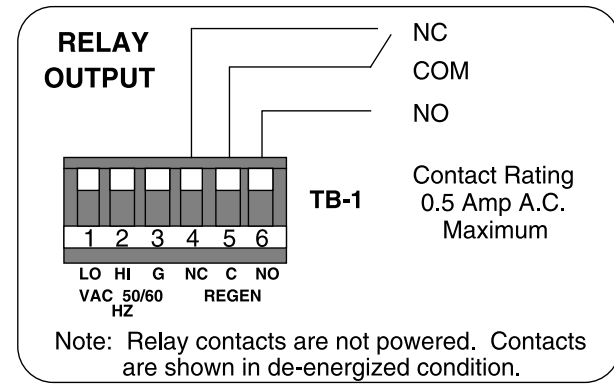 RELAY
OUTPUT
NC
COM
NO
TB-1
Contact Rating
0.5 Amp A.C.
Maximum
1 2 3 4 5 6
LO HI G NC C NO
VAC 50/60 REGEN
HZ
Note: Relay contacts are not powered. Contacts
are shown in de-energized condition.